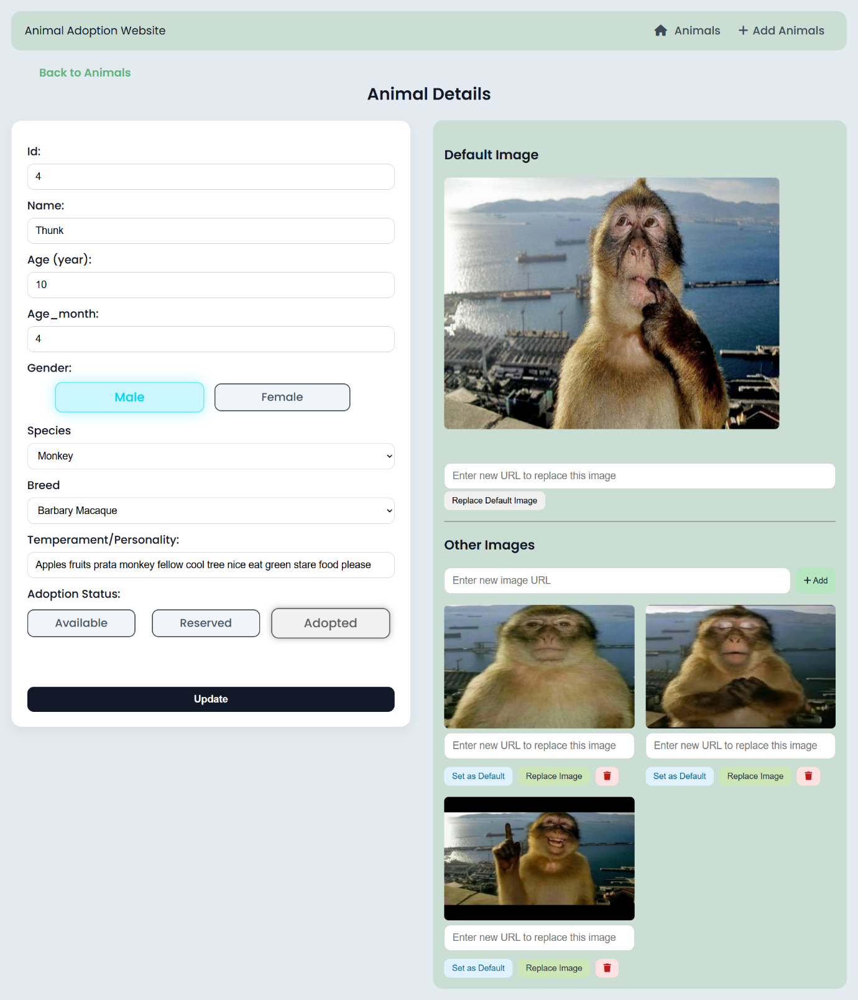 Animal Adoption Website
Animals
Add Animals
Back to Animals
Animal Details
Id:
4
Name:
Thunk
Age (year):
10
Age_month:
4
Gender:
Male
Female
Species
Monkey
Breed
Barbary Macaque
Temperament/Personality:
Apples fruits prata monkey fellow cool tree nice eat green stare food please
Adoption Status:
Available
Reserved
Adopted
Update
Default Image
Enter new URL to replace this image
Replace Default Image
Other Images
Enter new image URL
+ Add
Enter new URL to replace this image
Enter new URL to replace this image
Set as Default
Replace Image
Set as Default
Replace Image
Enter new URL to replace this image
Set as Default
Replace Image